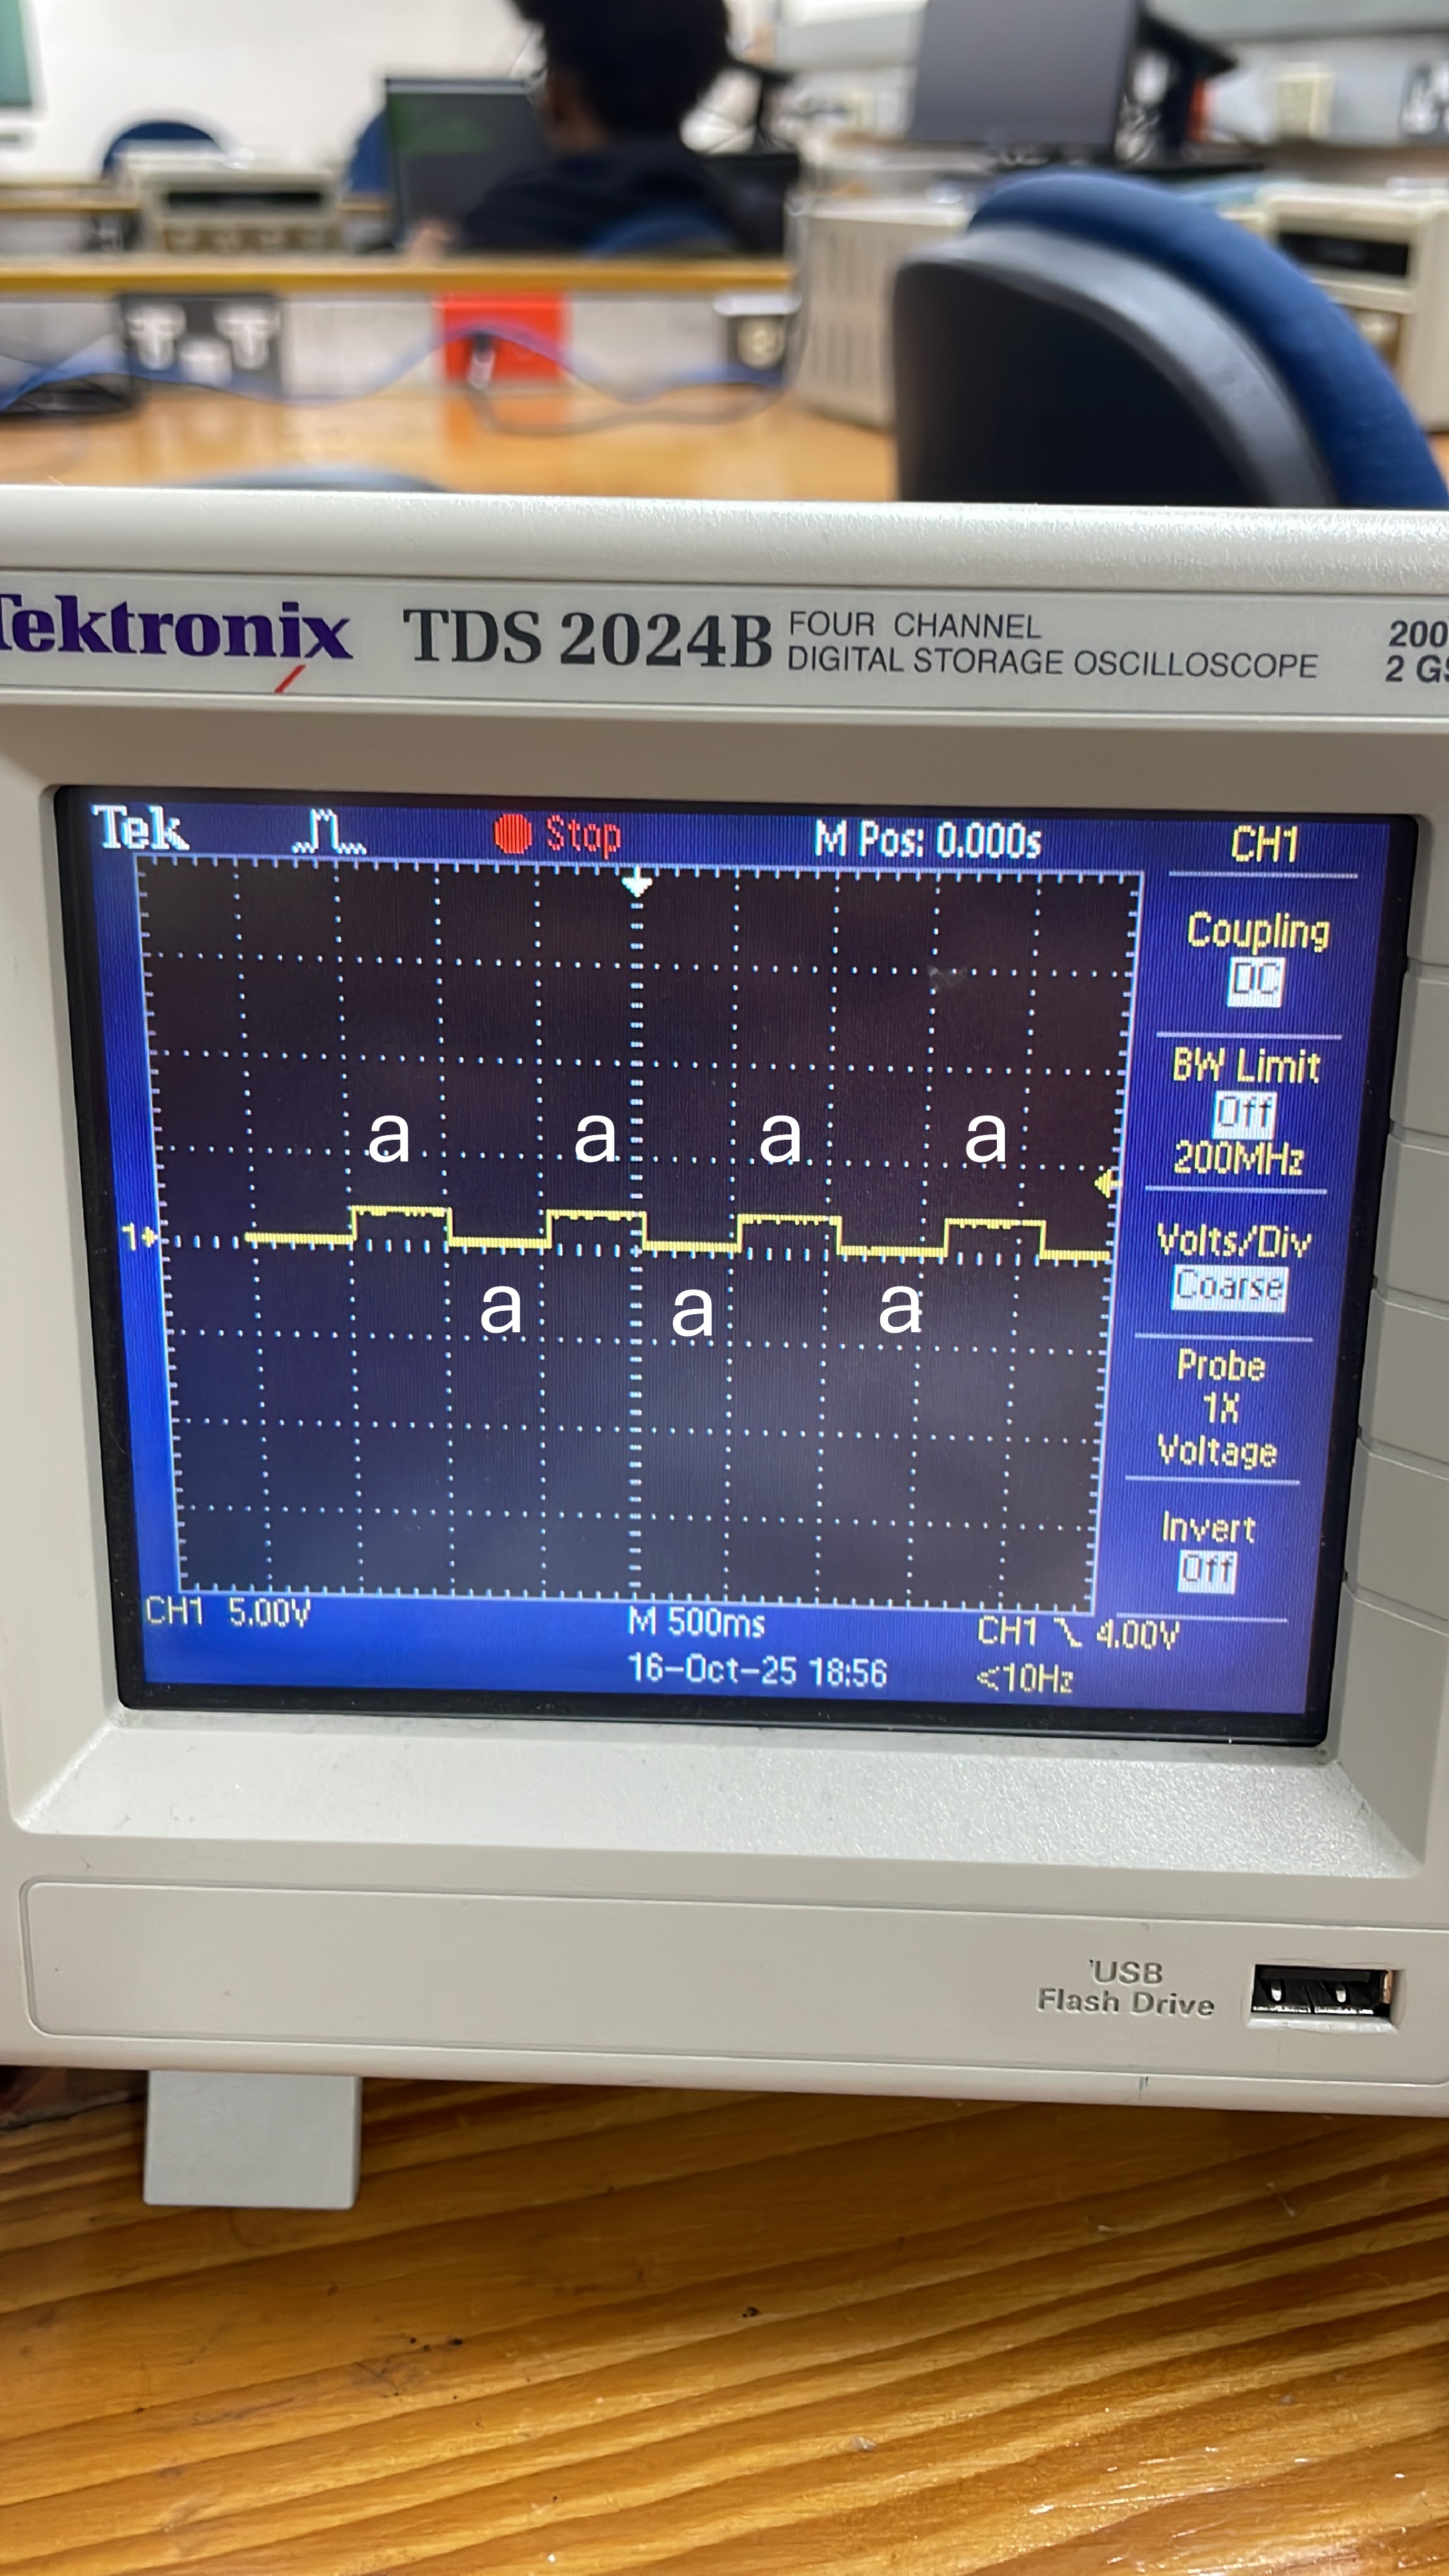 Tektronix TDS 2024B FOUR CHANNEL
DIGITAL STORAGE OSCILLOSCOPE
200
2 GS
Tek Stop M Pos: 0.000s CH1
Coupling
DC
BW Limit
Off
200MHz
a a a a
1
Volts/Div
Coarse
a a a
Probe
1X
Voltage
Invert
Off
CH1 5.00V M 500ms CH1 4.00V
16-Oct-25 18:56 <10Hz
USB
Flash Drive